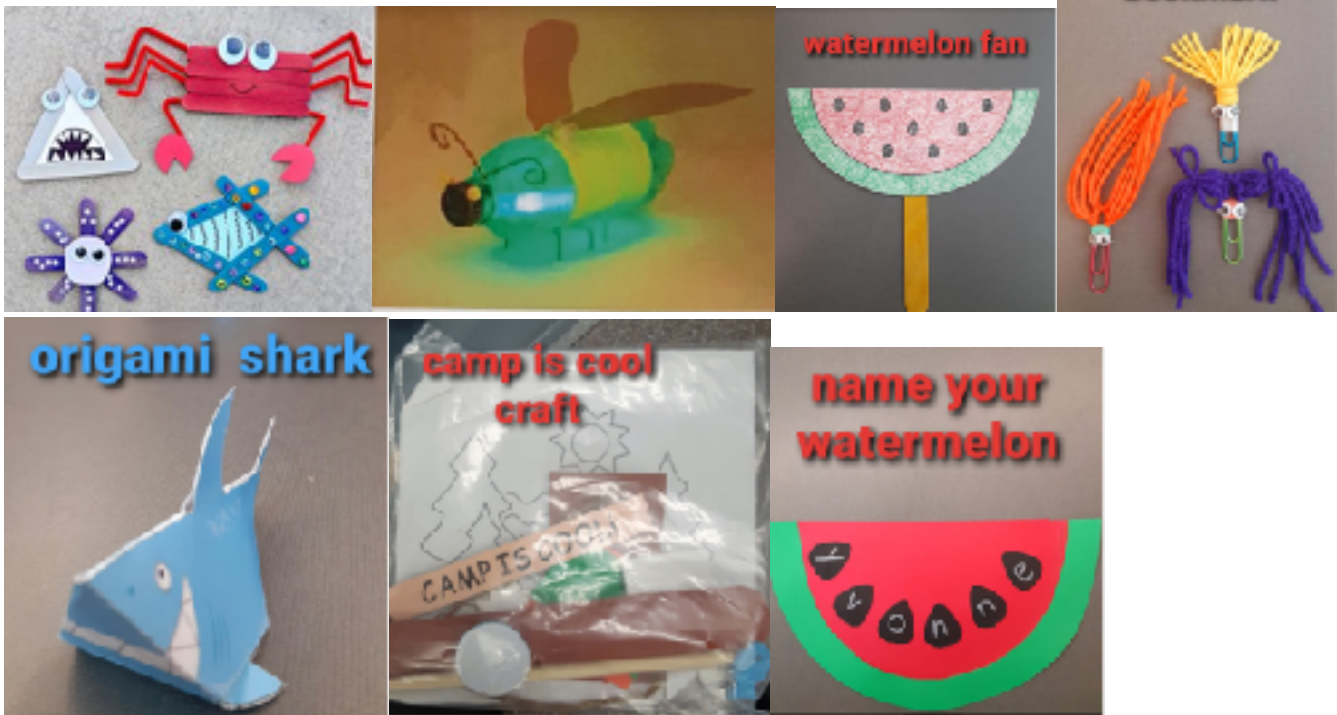 watermelon fan
origami shark
camp is cool
craft
CAMP IS COOL!
name your
watermelon